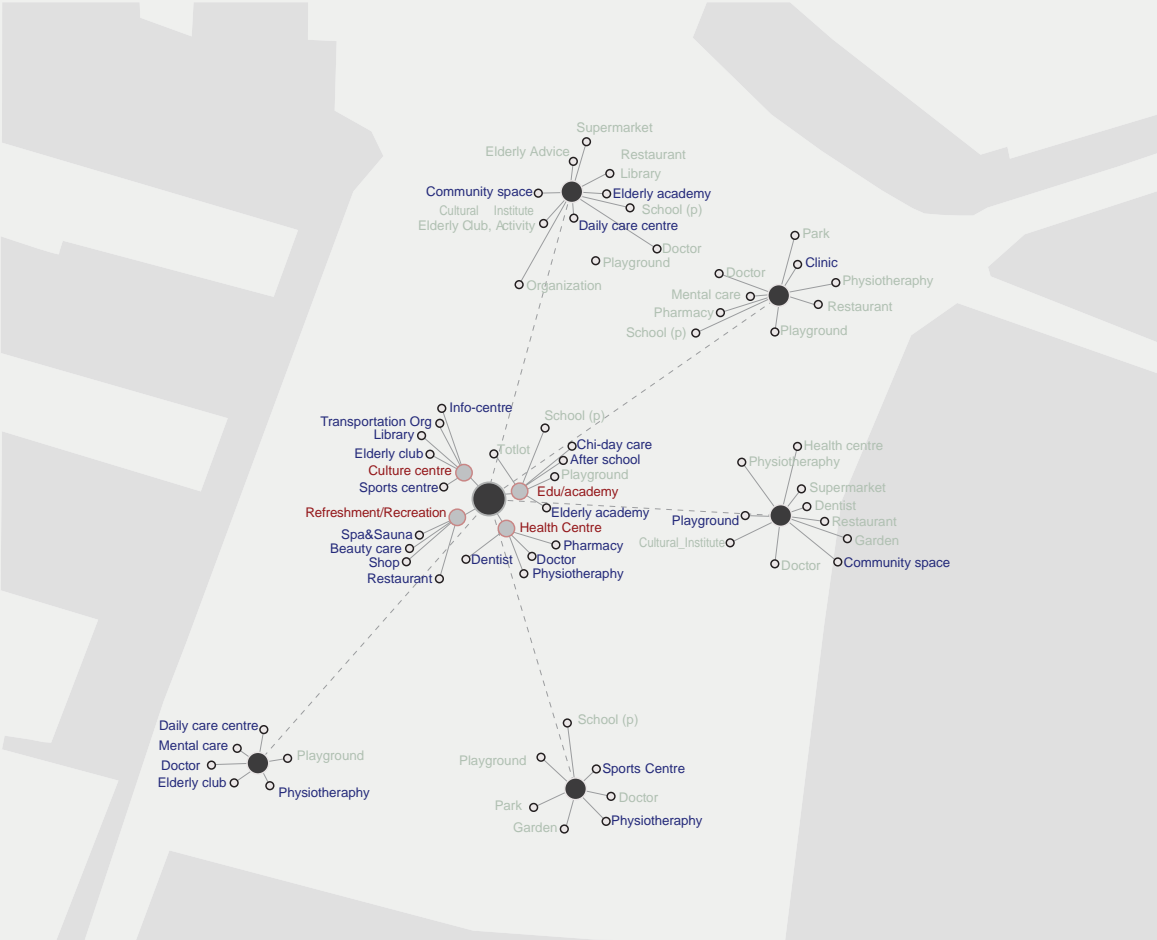 Supermarket
Elderly Advice
Restaurant
Library
Community space
Elderly academy
Cultural Institute
School (p)
Elderly Club, Activity
Daily care centre
Doctor
Playground
Organization
Park
Clinic
Doctor
Physiotheraphy
Mental care
Restaurant
Pharmacy
School (p)
Playground
Info-centre
Transportation Org
Library
Elderly club
Culture centre
Sports centre
School (p)
Totlot
Chi-day care
After school
Playground
Edu/academy
Elderly academy
Refreshment/Recreation
Spa&Sauna
Beauty care
Shop
Restaurant
Health Centre
Pharmacy
Dentist
Doctor
Physiotheraphy
Health centre
Physiotheraphy
Supermarket
Dentist
Playground
Restaurant
Cultural_Institute
Garden
Doctor
Community space
Daily care centre
Mental care
Playground
Doctor
Elderly club
Physiotheraphy
School (p)
Playground
Sports Centre
Doctor
Park
Physiotheraphy
Garden